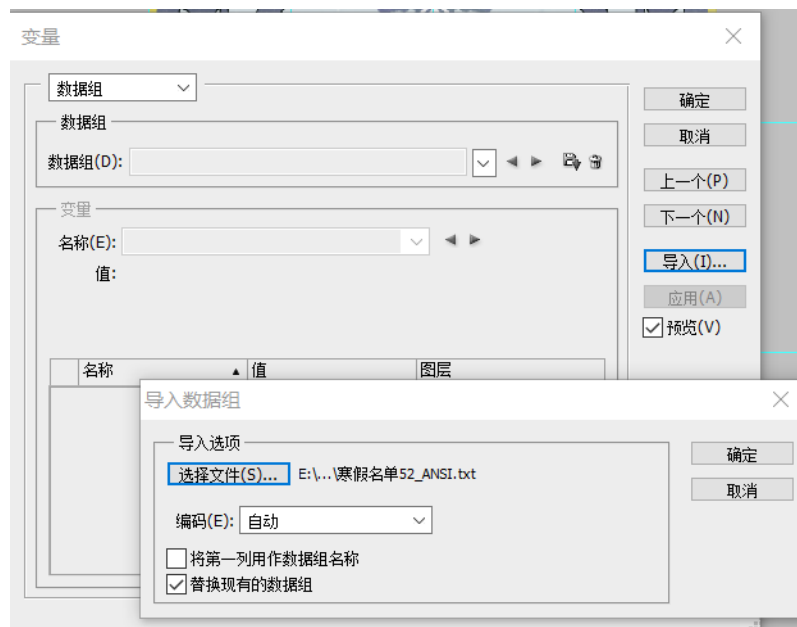 变量
数据组
数据组
数据组(D):
变量
名称(E):
值:
名称 值 图层
确定
取消
上一个(P)
下一个(N)
导入(I)...
应用(A)
预览(V)
导入数据组
导入选项
选择文件(S)... E:\...\寒假名单52_ANSI.txt
编码(E): 自动
将第一列用作数据组名称
替换现有的数据组
确定
取消